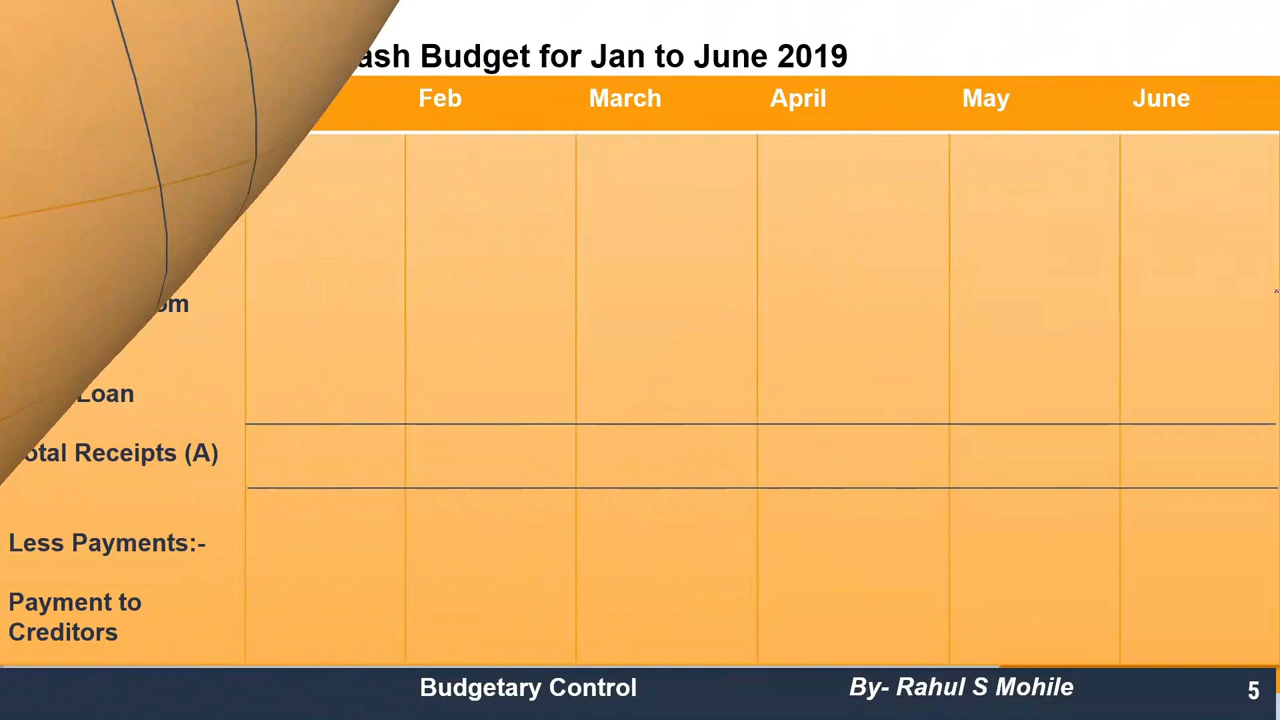 ash Budget for Jan to June 2019
Feb March April May June
om
Loan
otal Receipts (A)
Less Payments:-
Payment to
Creditors
Budgetary Control By- Rahul S Mohile 5